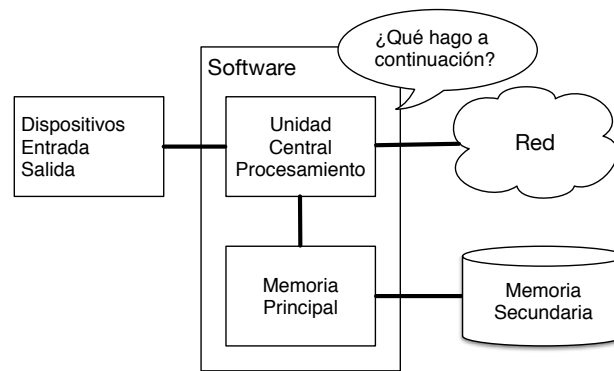 ¿Qué hago a
continuación?
Software
Dispositivos
Entrada
Salida
Unidad
Central
Procesamiento
Red
Memoria
Principal
Memoria
Secundaria